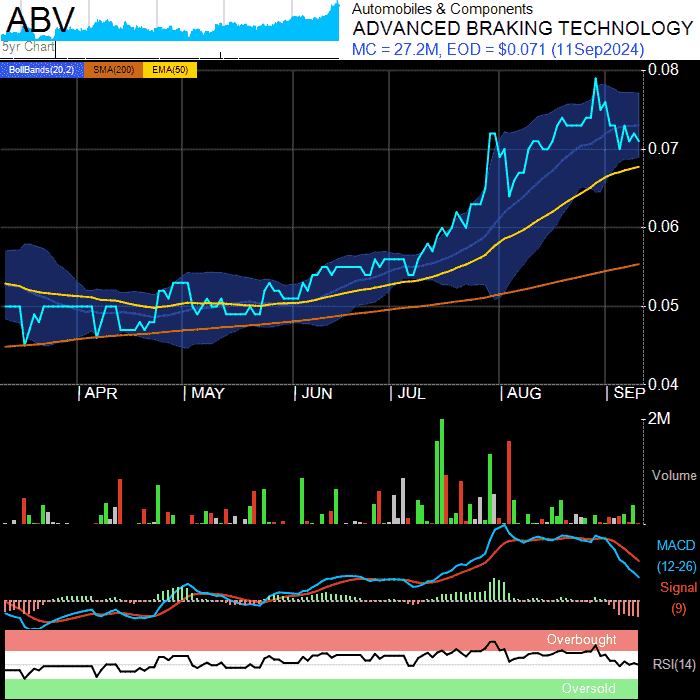 ABV
5yr Chart
Automobiles & Components
ADVANCED BRAKING TECHNOLOGY
MC = 27.2M, EOD = $0.071 (11Sep2024)
BollBands(20,2) SMA(200) EMA(50)
0.08
0.07
0.06
0.05
0.04
APR MAY JUN JUL AUG SEP
2M
Volume
MACD
(12-26)
Signal
(9)
Overbought
RSI(14)
Oversold